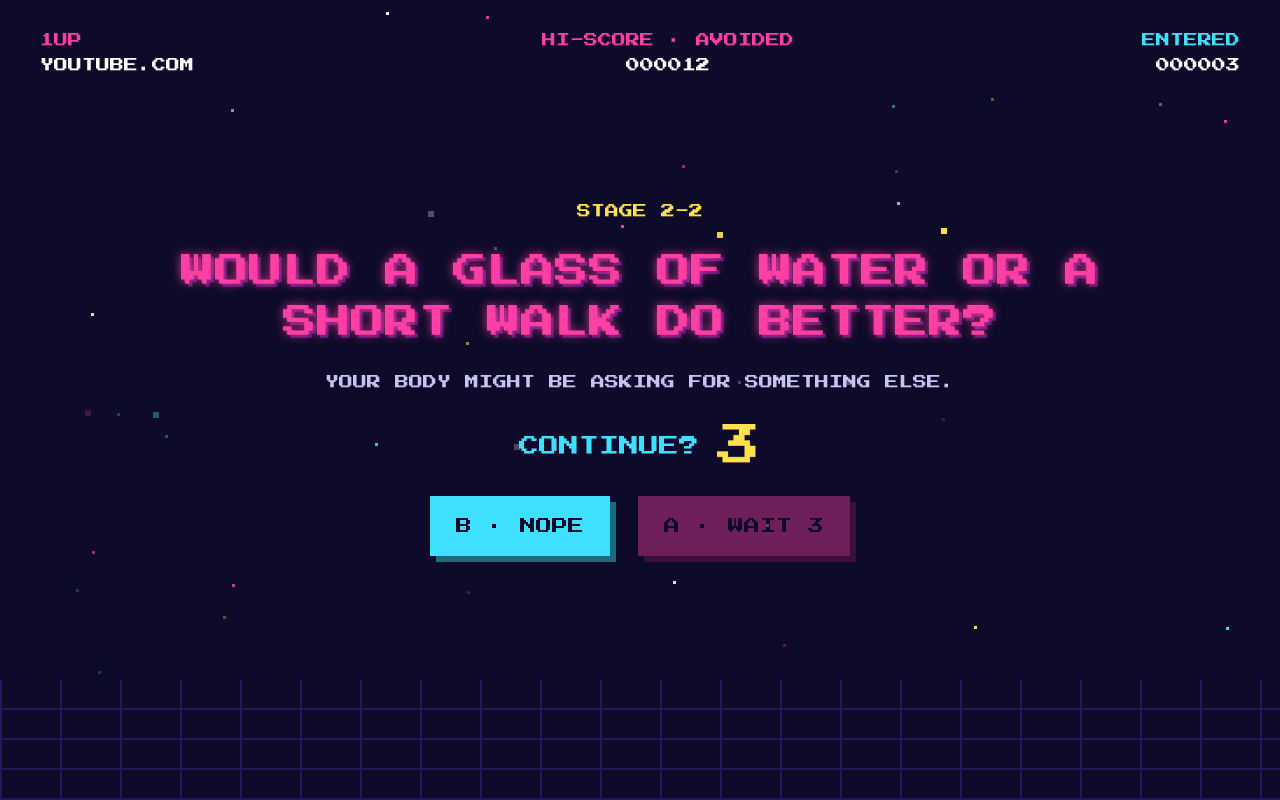 1UP
YOUTUBE.COM
HI-SCORE · AVOIDED
000012
ENTERED
000003
STAGE 2-2
WOULD A GLASS OF WATER OR A
SHORT WALK DO BETTER?
YOUR BODY MIGHT BE ASKING FOR SOMETHING ELSE.
CONTINUE? 3
B · NOPE
A · WAIT 3